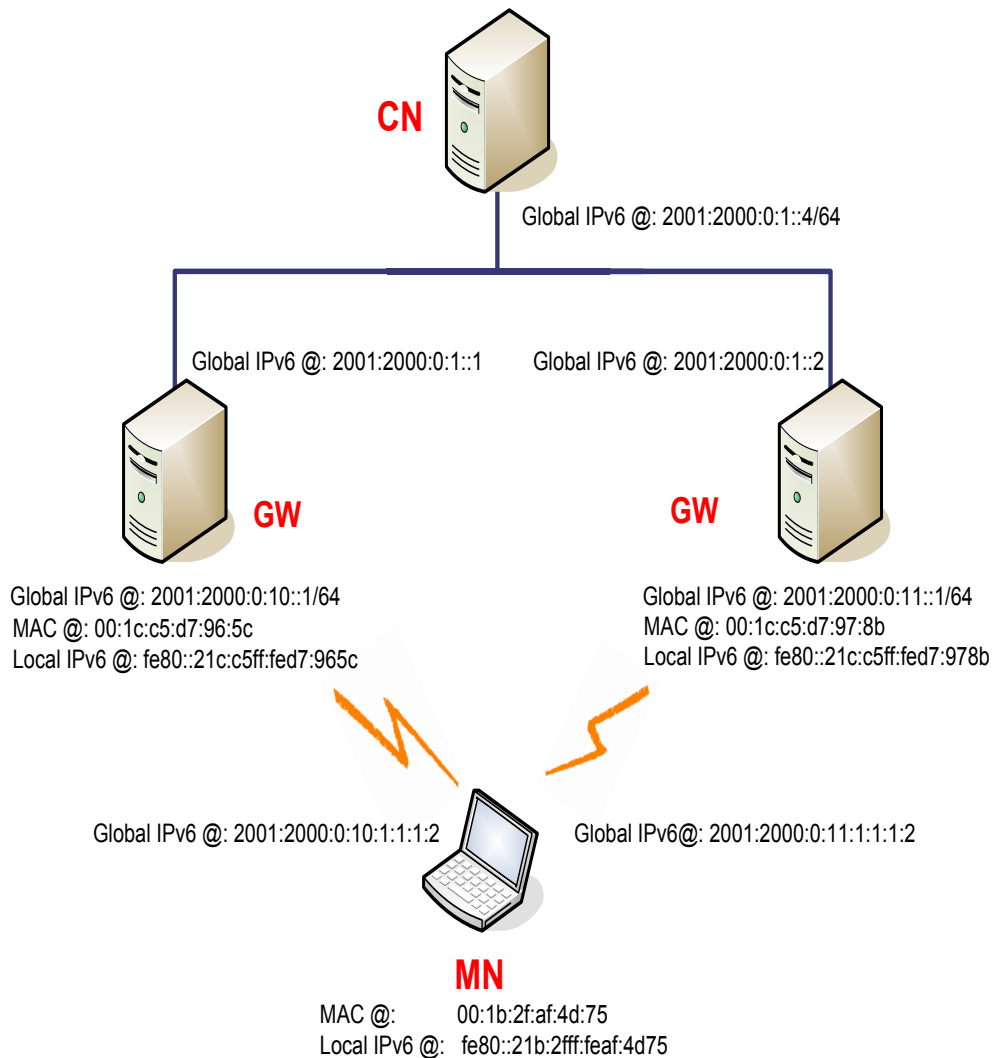 CN
Global IPv6 @: 2001:2000:0:1::4/64
Global IPv6 @: 2001:2000:0:1::1
Global IPv6 @: 2001:2000:0:1::2
GW
GW
Global IPv6 @: 2001:2000:0:10::1/64
MAC @: 00:1c:c5:d7:96:5c
Local IPv6 @: fe80::21c:c5ff:fed7:965c
Global IPv6 @: 2001:2000:0:11::1/64
MAC @: 00:1c:c5:d7:97:8b
Local IPv6 @: fe80::21c:c5ff:fed7:978b
Global IPv6 @: 2001:2000:0:10:1:1:1:2
Global IPv6@: 2001:2000:0:11:1:1:1:2
MN
MAC @: 00:1b:2f:af:4d:75
Local IPv6 @: fe80::21b:2fff:feaf:4d75